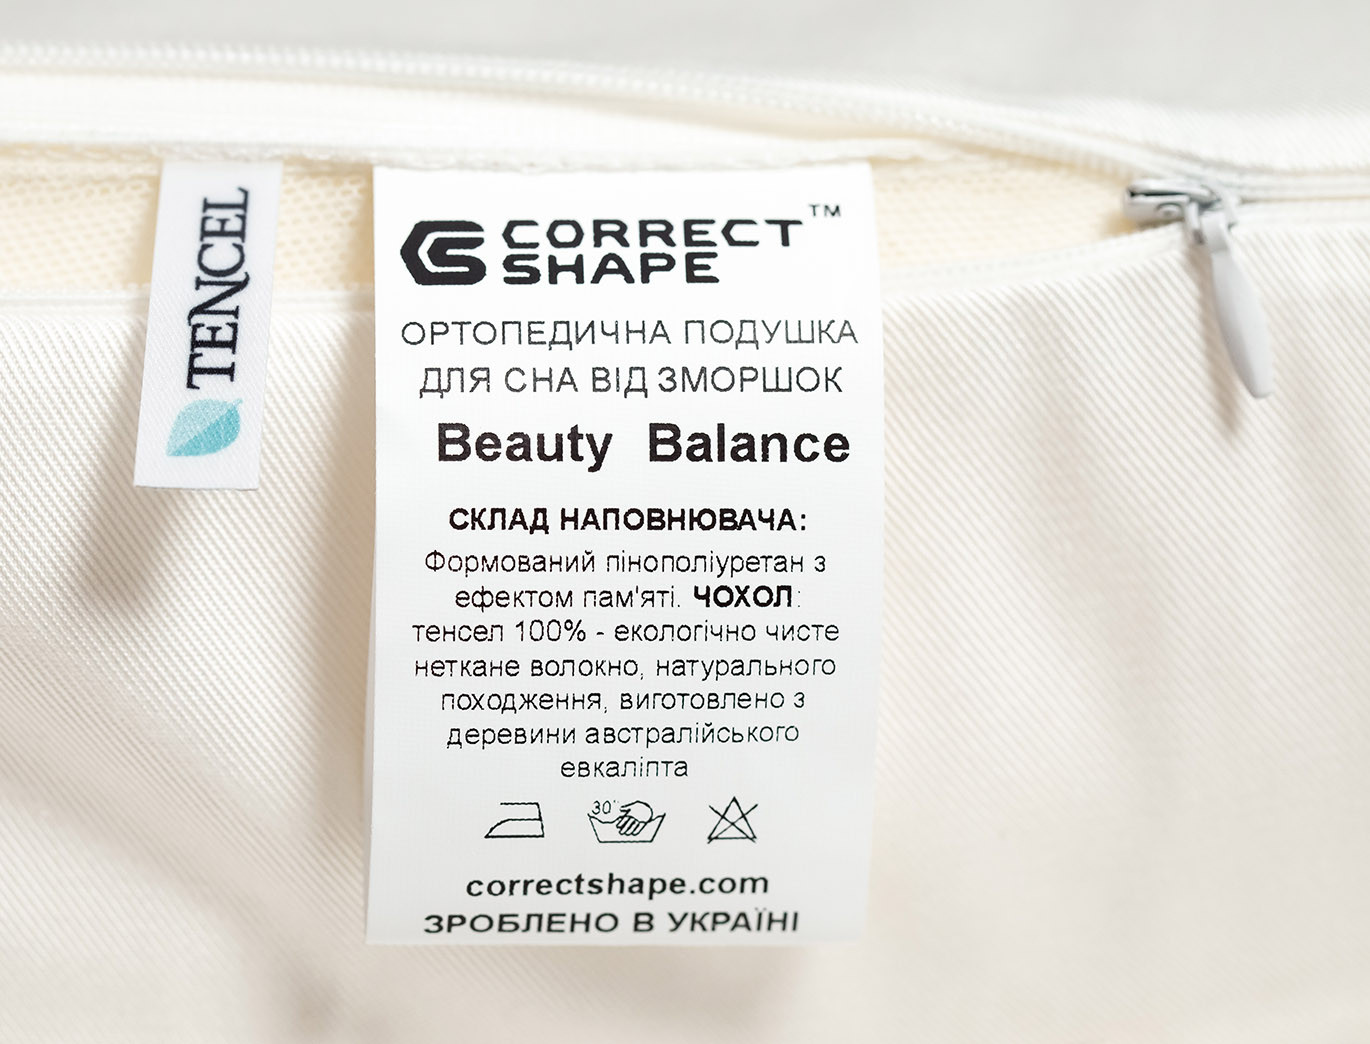 TENCEL
CORRECT™
SHAPE
ОРТОПЕДИЧНА ПОДУШКА
ДЛЯ СНА ВІД ЗМОРШОК
Beauty Balance
СКЛАД НАПОВНЮВАЧА:
Формований пінополіуретан з
ефектом пам'яті. ЧОХОЛ:
тенсел 100% - екологічно чисте
неткане волокно, натурального
походження, виготовлено з
деревини австралійського
евкаліпта
30°
correctshape.com
ЗРОБЛЕНО В УКРАЇНІ